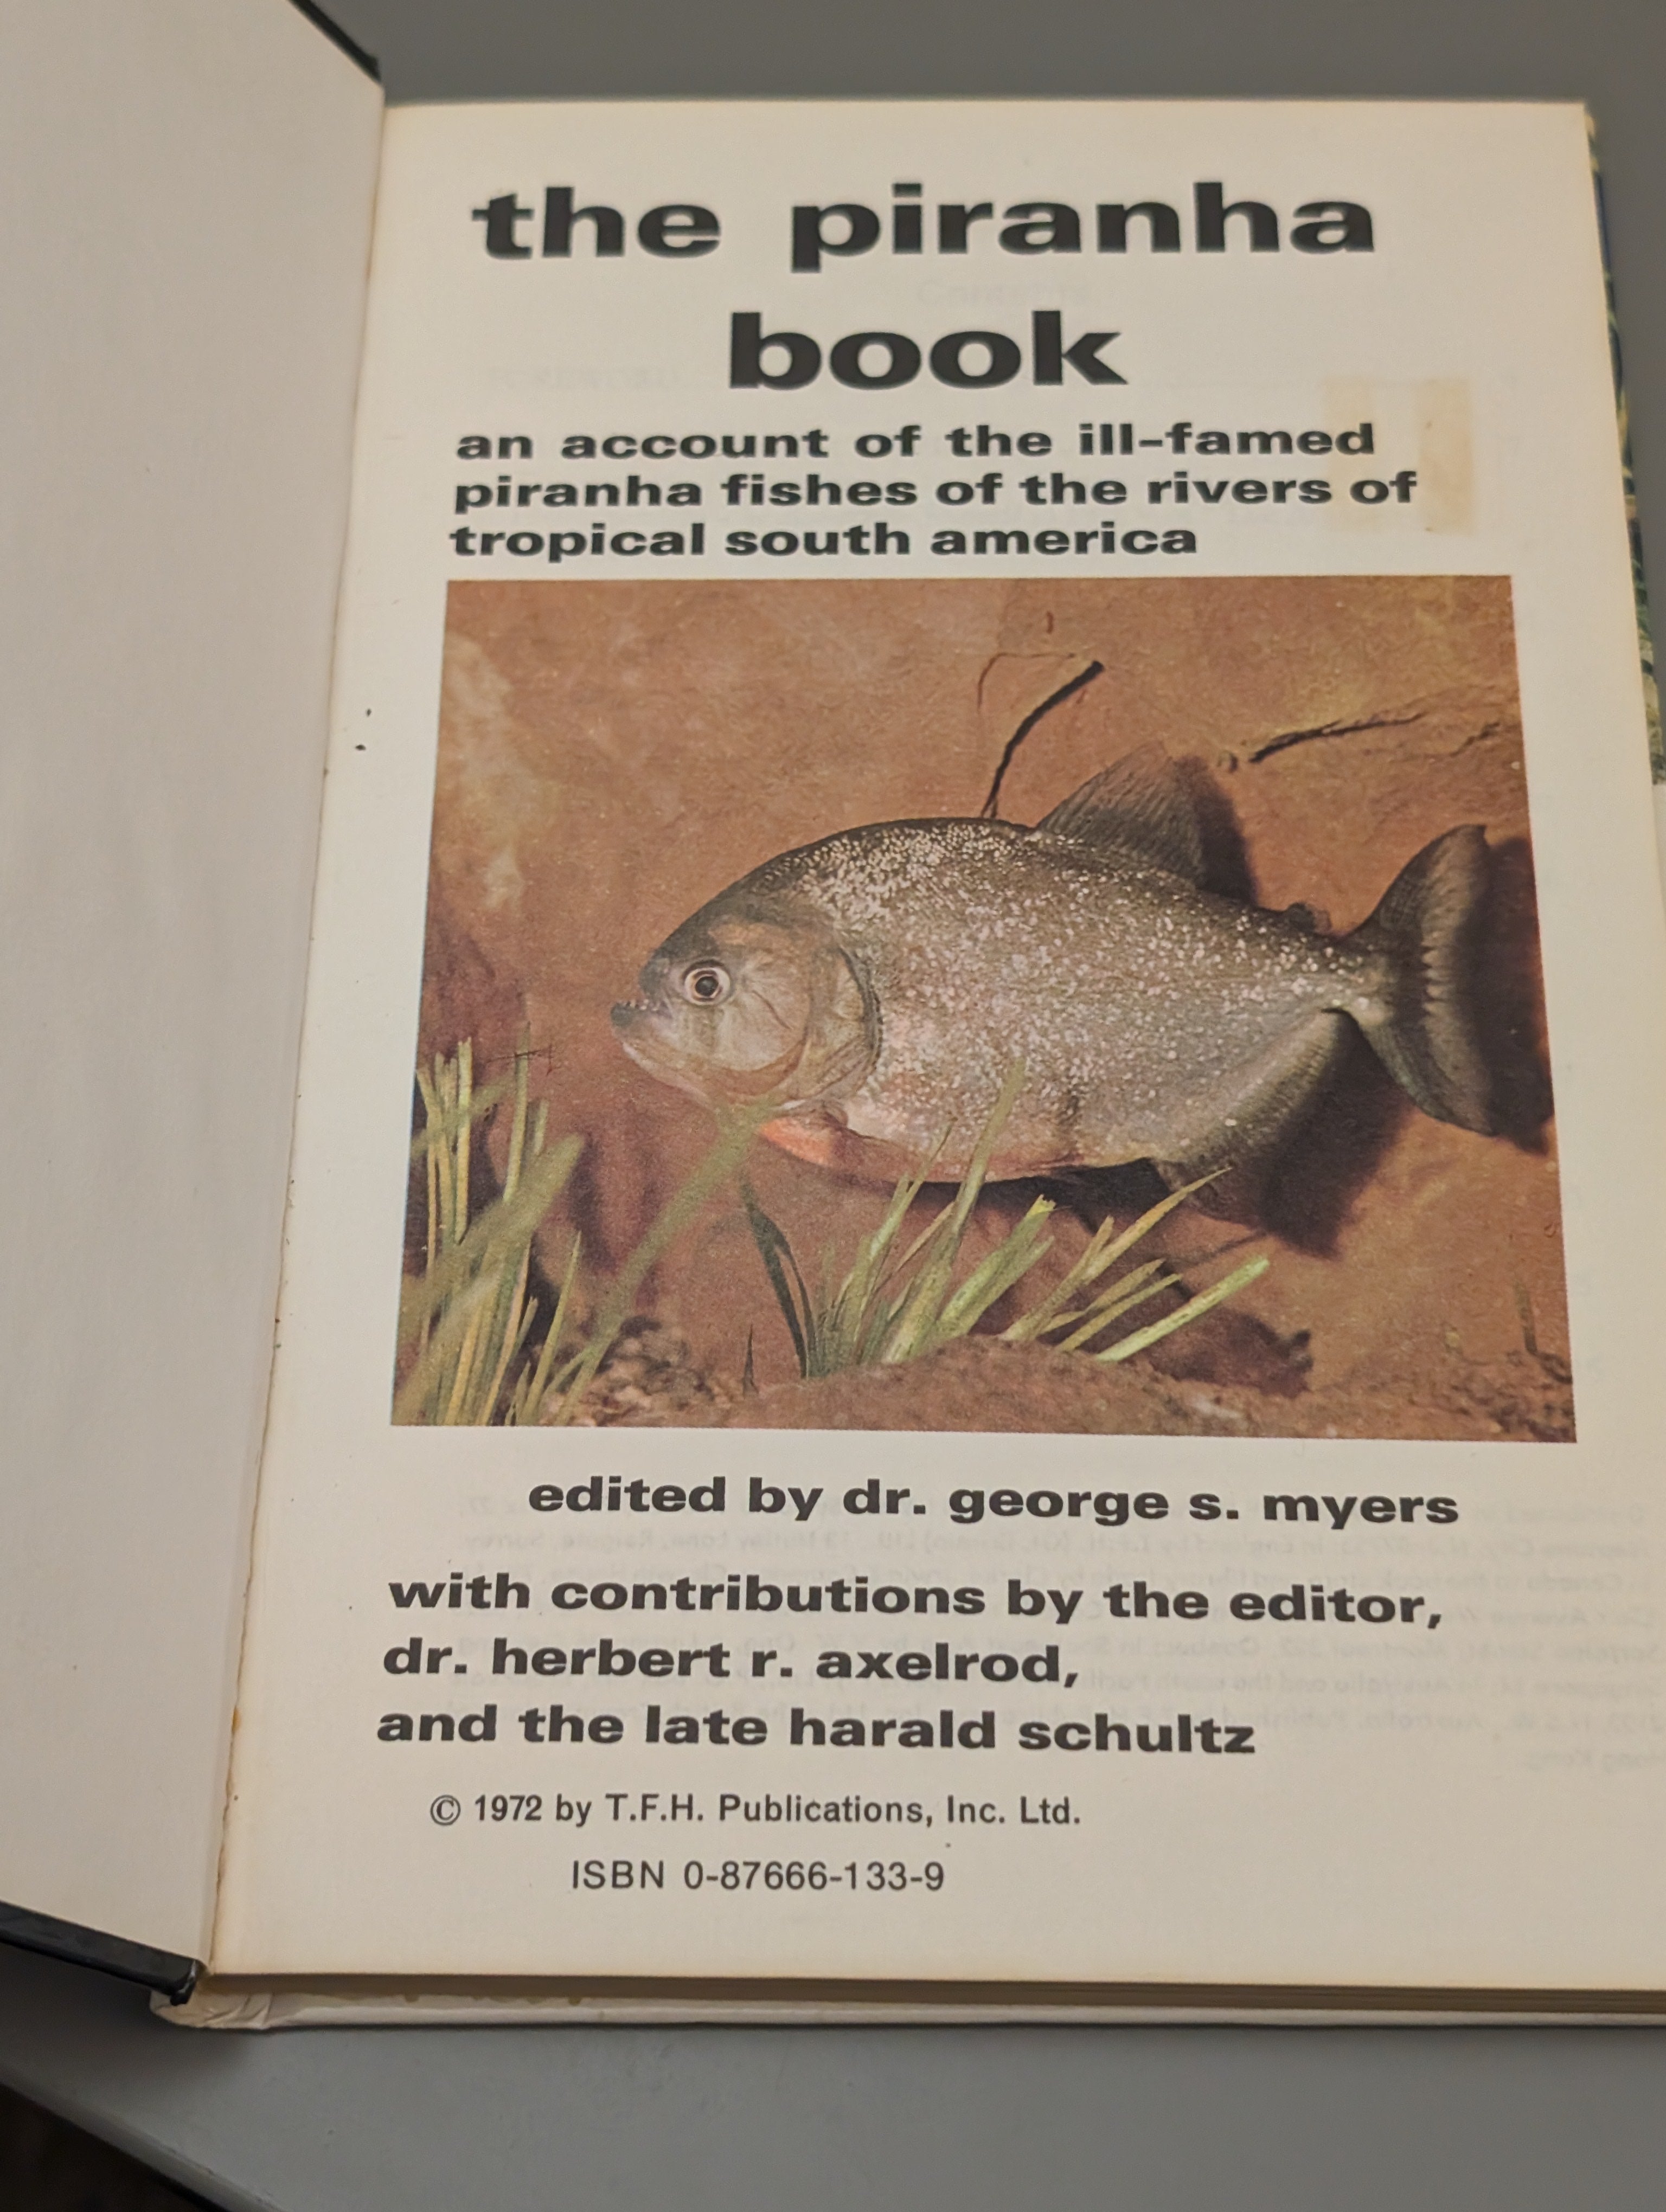 the piranha
book
an account of the ill-famed
piranha fishes of the rivers of
tropical south america
edited by dr. george s. myers
with contributions by the editor,
dr. herbert r. axelrod,
and the late harald schultz
© 1972 by T.F.H. Publications, Inc. Ltd.
ISBN 0-87666-133-9